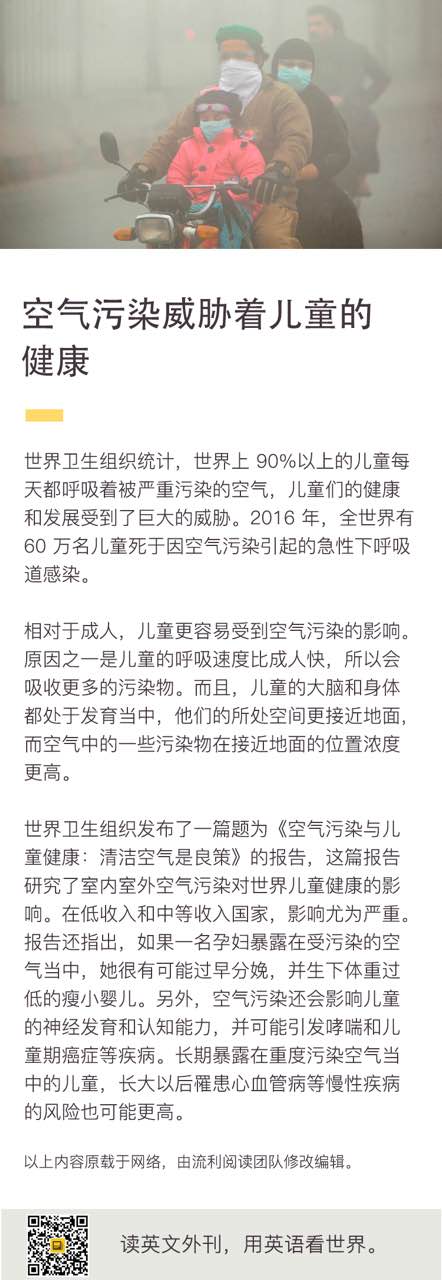 空气污染威胁着儿童的
健康
世界卫生组织统计，世界上 90%以上的儿童每
天都呼吸着被严重污染的空气，儿童们的健康
和发展受到了巨大的威胁。2016 年，全世界有
60 万名儿童死于因空气污染引起的急性下呼吸
道感染。
相对于成人，儿童更容易受到空气污染的影响。
原因之一是儿童的呼吸速度比成人快，所以会
吸收更多的污染物。而且，儿童的大脑和身体
都处于发育当中，他们的所处空间更接近地面，
而空气中的一些污染物在接近地面的位置浓度
更高。
世界卫生组织发布了一篇题为《空气污染与儿
童健康：清洁空气是良策》的报告，这篇报告
研究了室内室外空气污染对世界儿童健康的影
响。在低收入和中等收入国家，影响尤为严重。
报告还指出，如果一名孕妇暴露在受污染的空
气当中，她很有可能过早分娩，并生下体重过
低的瘦小婴儿。另外，空气污染还会影响儿童
的神经发育和认知能力，并可能引发哮喘和儿
童期癌症等疾病。长期暴露在重度污染空气当
中的儿童，长大以后罹患心血管病等慢性疾病
的风险也可能更高。
以上内容原载于网络，由流利阅读团队修改编辑。
读英文外刊，用英语看世界。